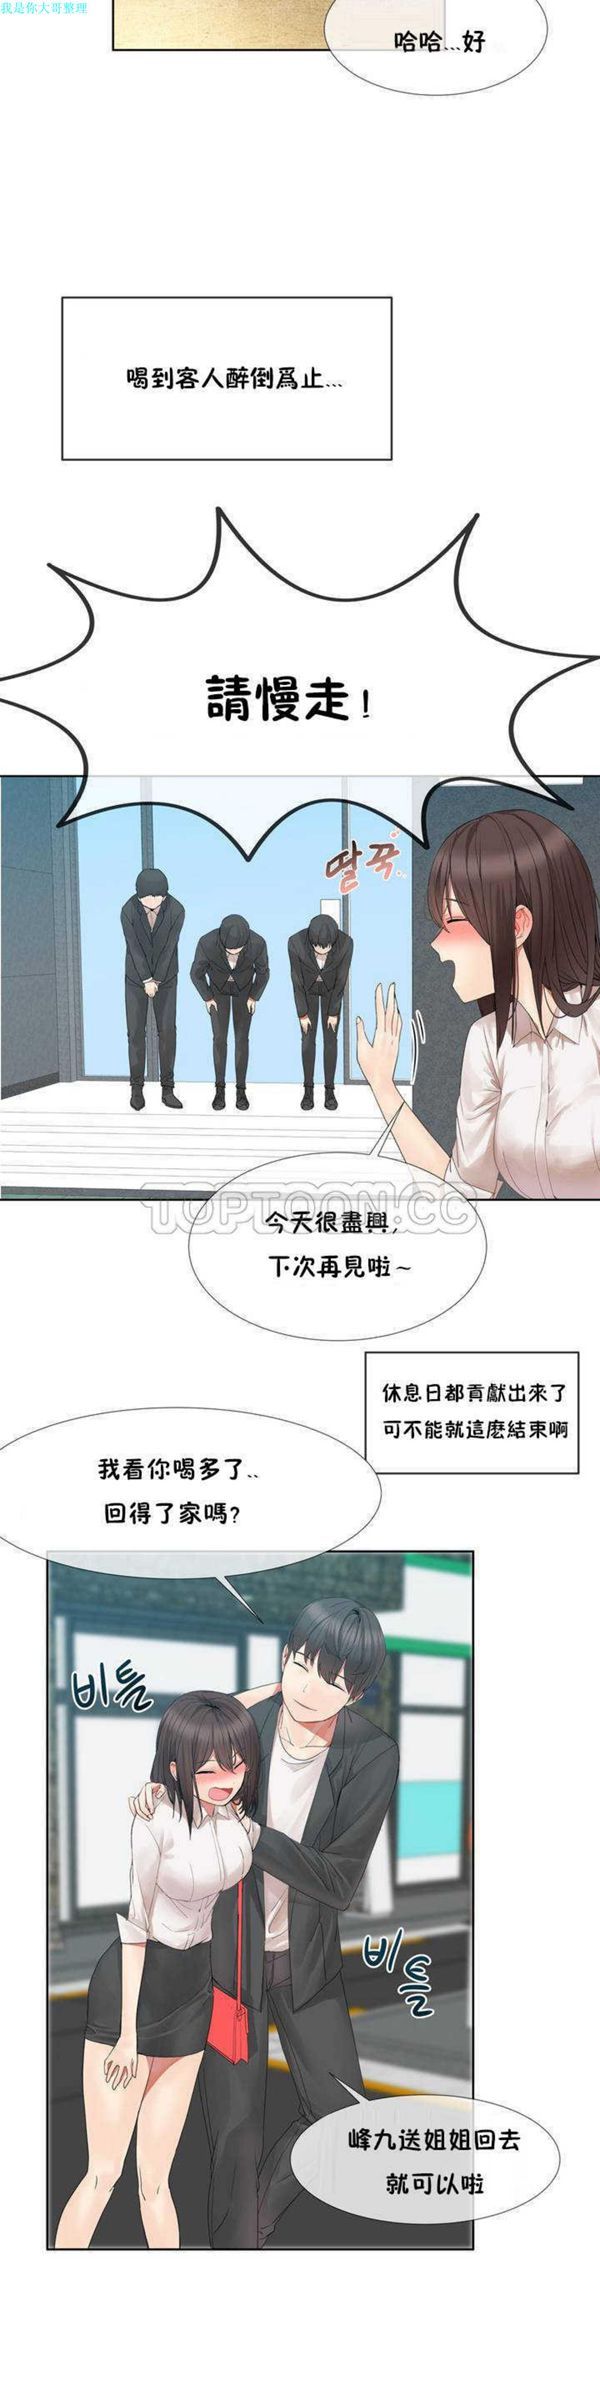 我是你大哥整理
哈哈...好
喝到客人醉倒爲止...
請慢走!
딸꾹
TOPTOON.CC
今天很盡興,
下次再見啦~
休息日都貢獻出來了
可不能就這麽結束啊
我看你喝多了..
回得了家嗎?
비틀
비틀
峰九送姐姐回去
就可以啦